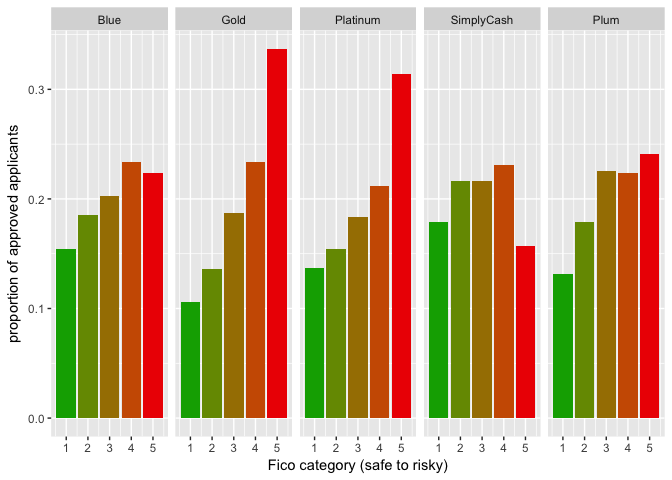 Blue Gold Platinum SimplyCash Plum
proportion of approved applicants
0.3
0.2
0.1
0.0
1 2 3 4 5 1 2 3 4 5 1 2 3 4 5 1 2 3 4 5 1 2 3 4 5
Fico category (safe to risky)